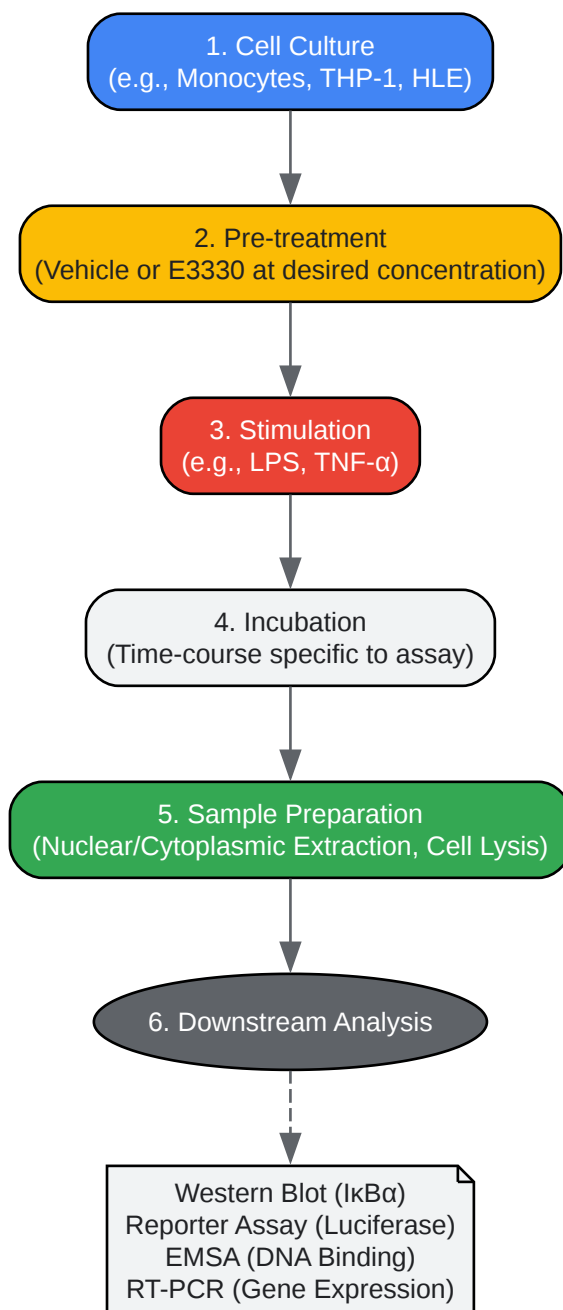 1. Cell Culture
(e.g., Monocytes, THP-1, HLE)
2. Pre-treatment
(Vehicle or E3330 at desired concentration)
3. Stimulation
(e.g., LPS, TNF-α)
4. Incubation
(Time-course specific to assay)
5. Sample Preparation
(Nuclear/Cytoplasmic Extraction, Cell Lysis)
6. Downstream Analysis
Western Blot (IκBα)
Reporter Assay (Luciferase)
EMSA (DNA Binding)
RT-PCR (Gene Expression)